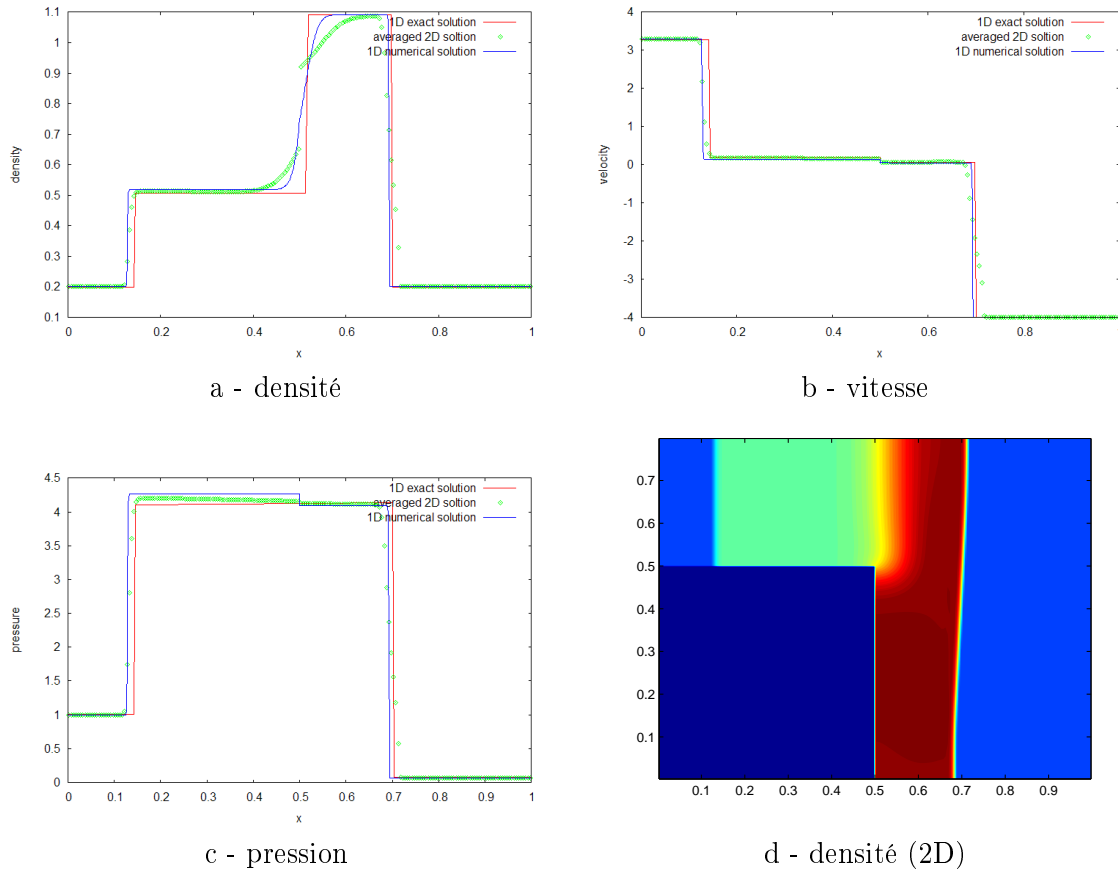 1.1
1
0.9
0.8
0.7
0.6
0.5
0.4
0.3
0.2
0.1
density
1D exact solution
averaged 2D soltion
1D numerical solution
0 0.2 0.4 0.6 0.8 1
x
a - densité
4
3
2
1
0
-1
-2
-3
-4
velocity
1D exact solution
averaged 2D soltion
1D numerical solution
0 0.2 0.4 0.6 0.8
x
b - vitesse
4.5
4
3.5
3
2.5
2
1.5
1
0.5
0
pressure
1D exact solution
averaged 2D soltion
1D numerical solution
0 0.1 0.2 0.3 0.4 0.5 0.6 0.7 0.8 0.9 1
x
c - pression
0.7
0.6
0.5
0.4
0.3
0.2
0.1
0.1 0.2 0.3 0.4 0.5 0.6 0.7 0.8 0.9
d - densité (2D)